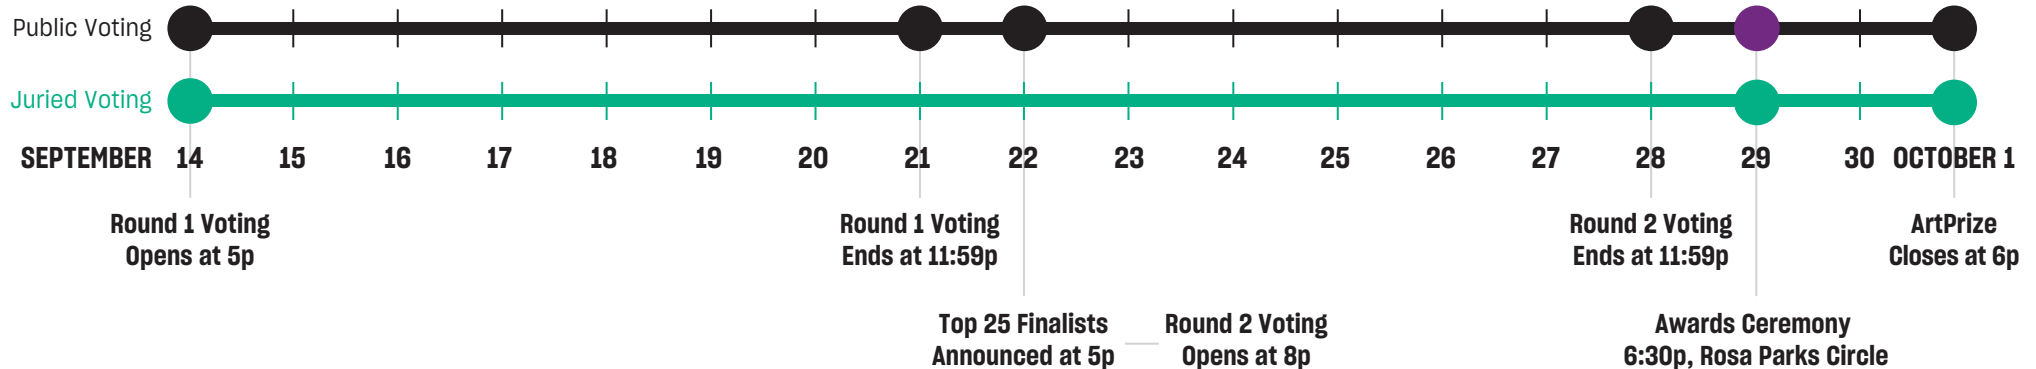 Public Voting
Juried Voting
SEPTEMBER 14 15 16 17 18 19 20 21 22 23 24 25 26 27 28 29 30 OCTOBER 1
Round 1 Voting
Opens at 5p
Round 1 Voting
Ends at 11:59p
Round 2 Voting
Ends at 11:59p
ArtPrize
Closes at 6p
Top 25 Finalists
Announced at 5p
Round 2 Voting
Opens at 8p
Awards Ceremony
6:30p, Rosa Parks Circle